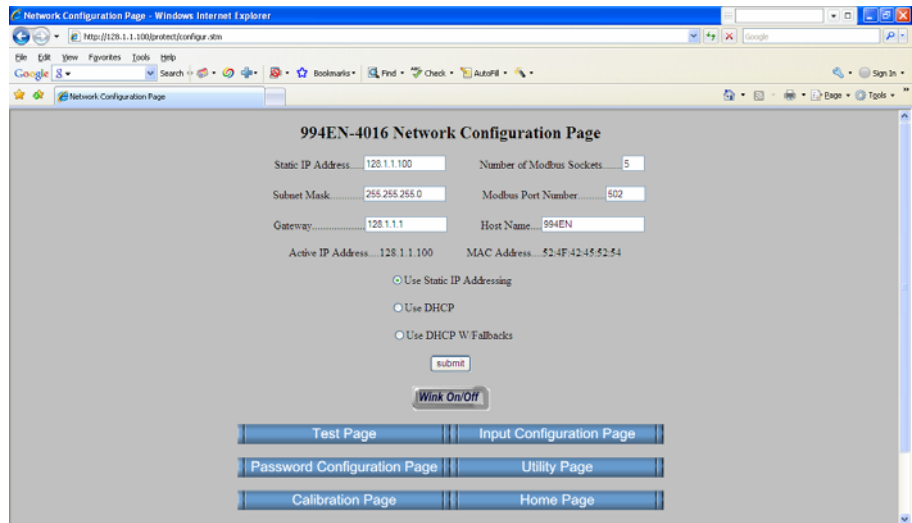 Network Configuration Page - Windows Internet Explorer
http://128.1.1.100/protect/configur.stm
Google
File Edit View Favorites Tools Help
Google Search Bookmarks Find Check AutoFill Sign In
Network Configuration Page Page Tools
994EN-4016 Network Configuration Page
Static IP Address.....128.1.1.100 Number of Modbus Sockets........5
Subnet Mask............255.255.255.0 Modbus Port Number..........502
Gateway...................128.1.1.1 Host Name....994EN
Active IP Address....128.1.1.100 MAC Address....52:4F:42:45:52:54
Use Static IP Addressing
Use DHCP
Use DHCP W/Fallbacks
submit
Wink On/Off
Test Page Input Configuration Page
Password Configuration Page Utility Page
Calibration Page Home Page